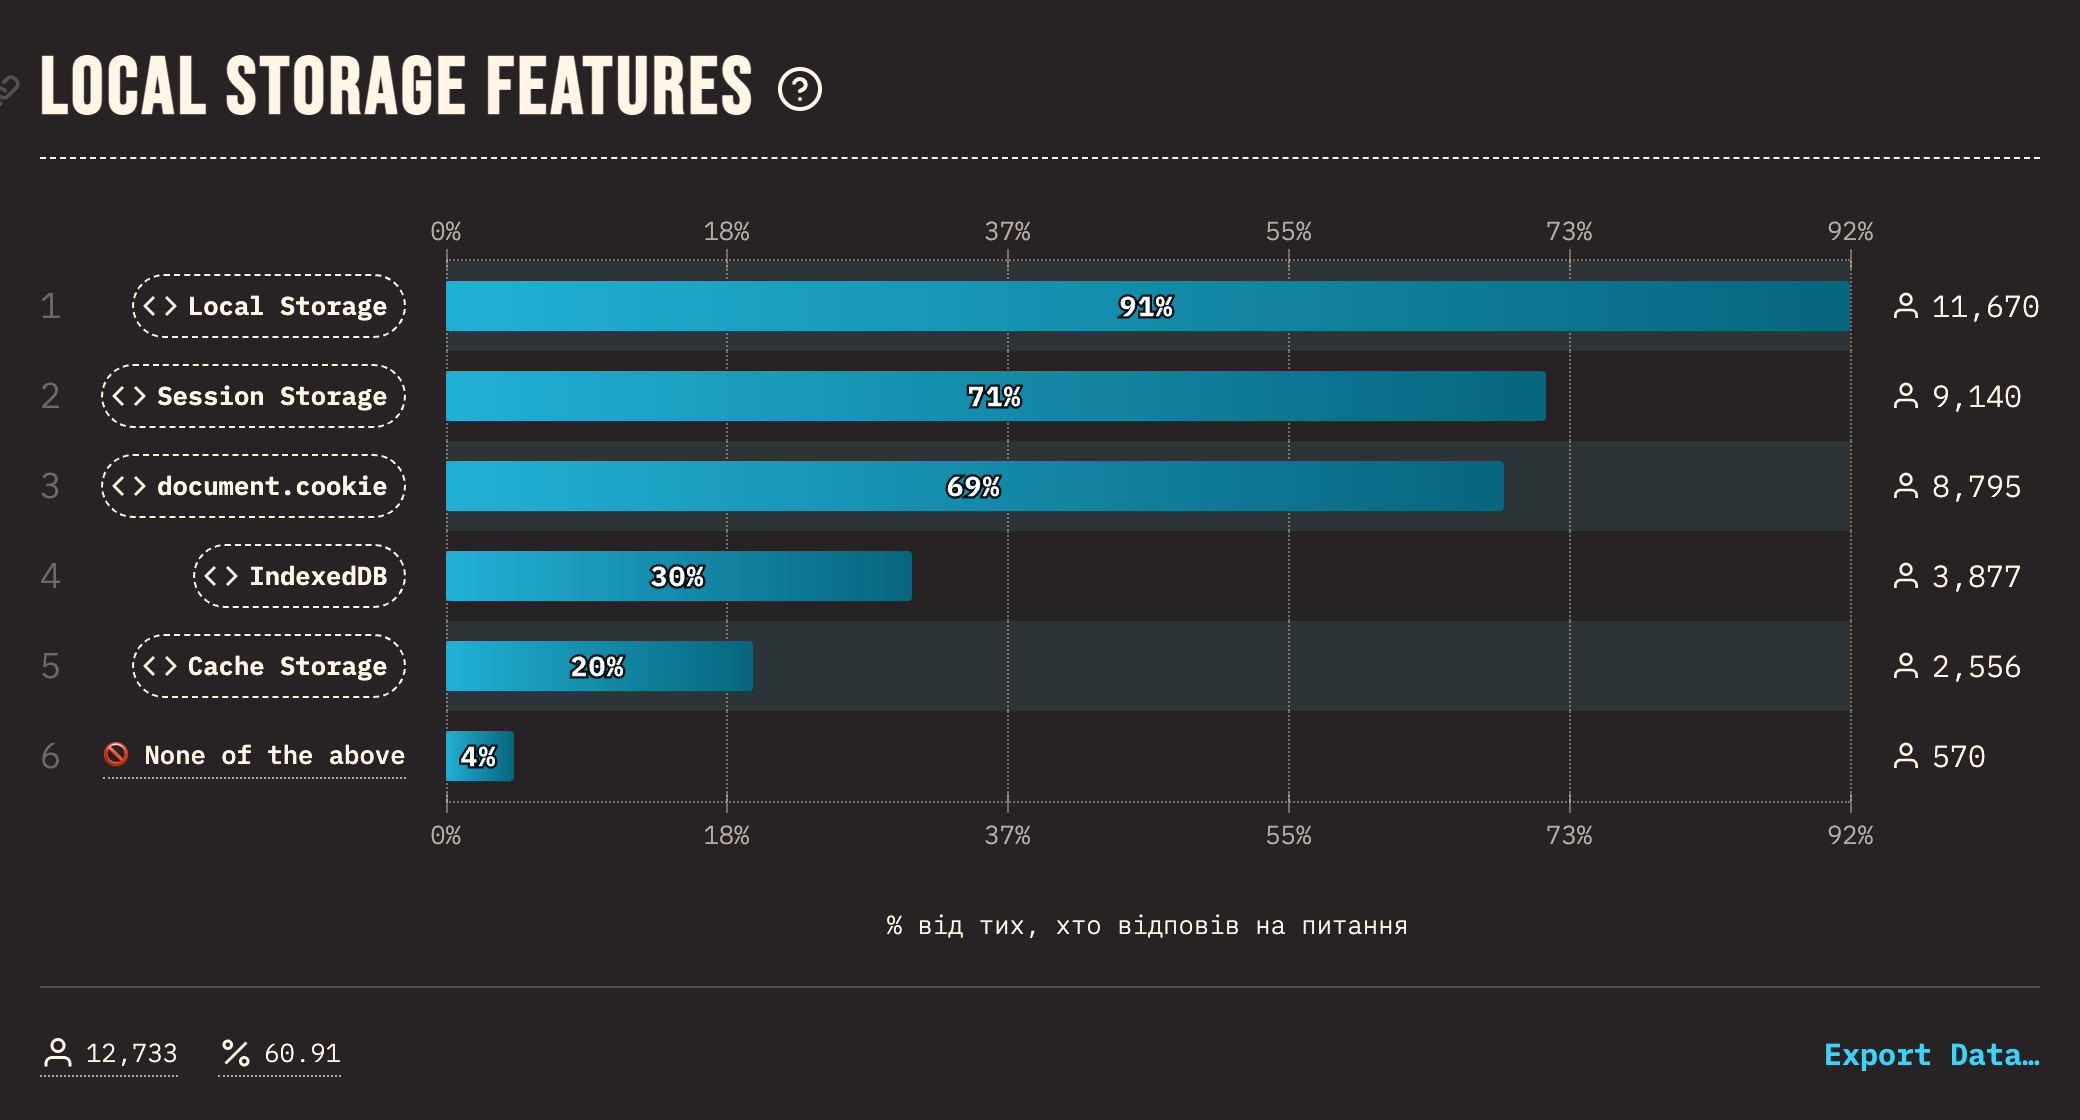 LOCAL STORAGE FEATURES ?
0% 18% 37% 55% 73% 92%
1 <> Local Storage 91% 11,670
2 <> Session Storage 71% 9,140
3 <> document.cookie 69% 8,795
4 <> IndexedDB 30% 3,877
5 <> Cache Storage 20% 2,556
6 None of the above 4% 570
0% 18% 37% 55% 73% 92%
% від тих, хто відповів на питання
12,733 % 60.91 Export Data…